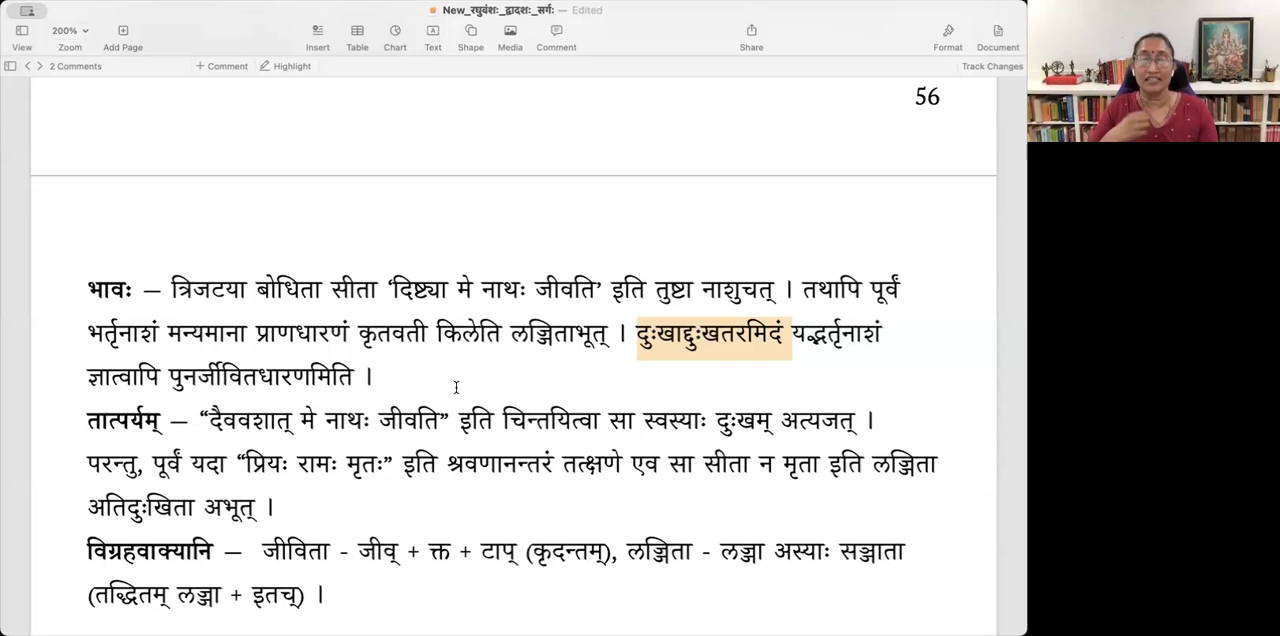 New_रघुवंशः_द्वादशः_सर्गः — Edited
200%
View Zoom Add Page Insert Table Chart Text Shape Media Comment Share Format Document
2 Comments + Comment Highlight Track Changes
56
भावः — त्रिजटया बोधिता सीता ‘दिष्ट्या मे नाथः जीवति’ इति तुष्टा नाशुचत् । तथापि पूर्वं
भर्तृनाशं मन्यमाना प्राणधारणं कृतवती किलेति लज्जिताभूत् । दुःखाद्दुःखतरमिदं यद्भर्तृनाशं
ज्ञात्वापि पुनर्जीवितधारणमिति ।
तात्पर्यम् — “दैववशात् मे नाथः जीवति” इति चिन्तयित्वा सा स्वस्याः दुःखम् अत्यजत् ।
परन्तु, पूर्वं यदा “प्रियः रामः मृतः” इति श्रवणानन्तरं तत्क्षणे एव सा सीता न मृता इति लज्जिता
अतिदुःखिता अभूत् ।
विग्रहवाक्यानि — जीविता - जीव् + क्त + टाप् (कृदन्तम्), लज्जिता - लज्जा अस्याः सञ्जाता
(तद्धितम् लज्जा + इतच्) ।